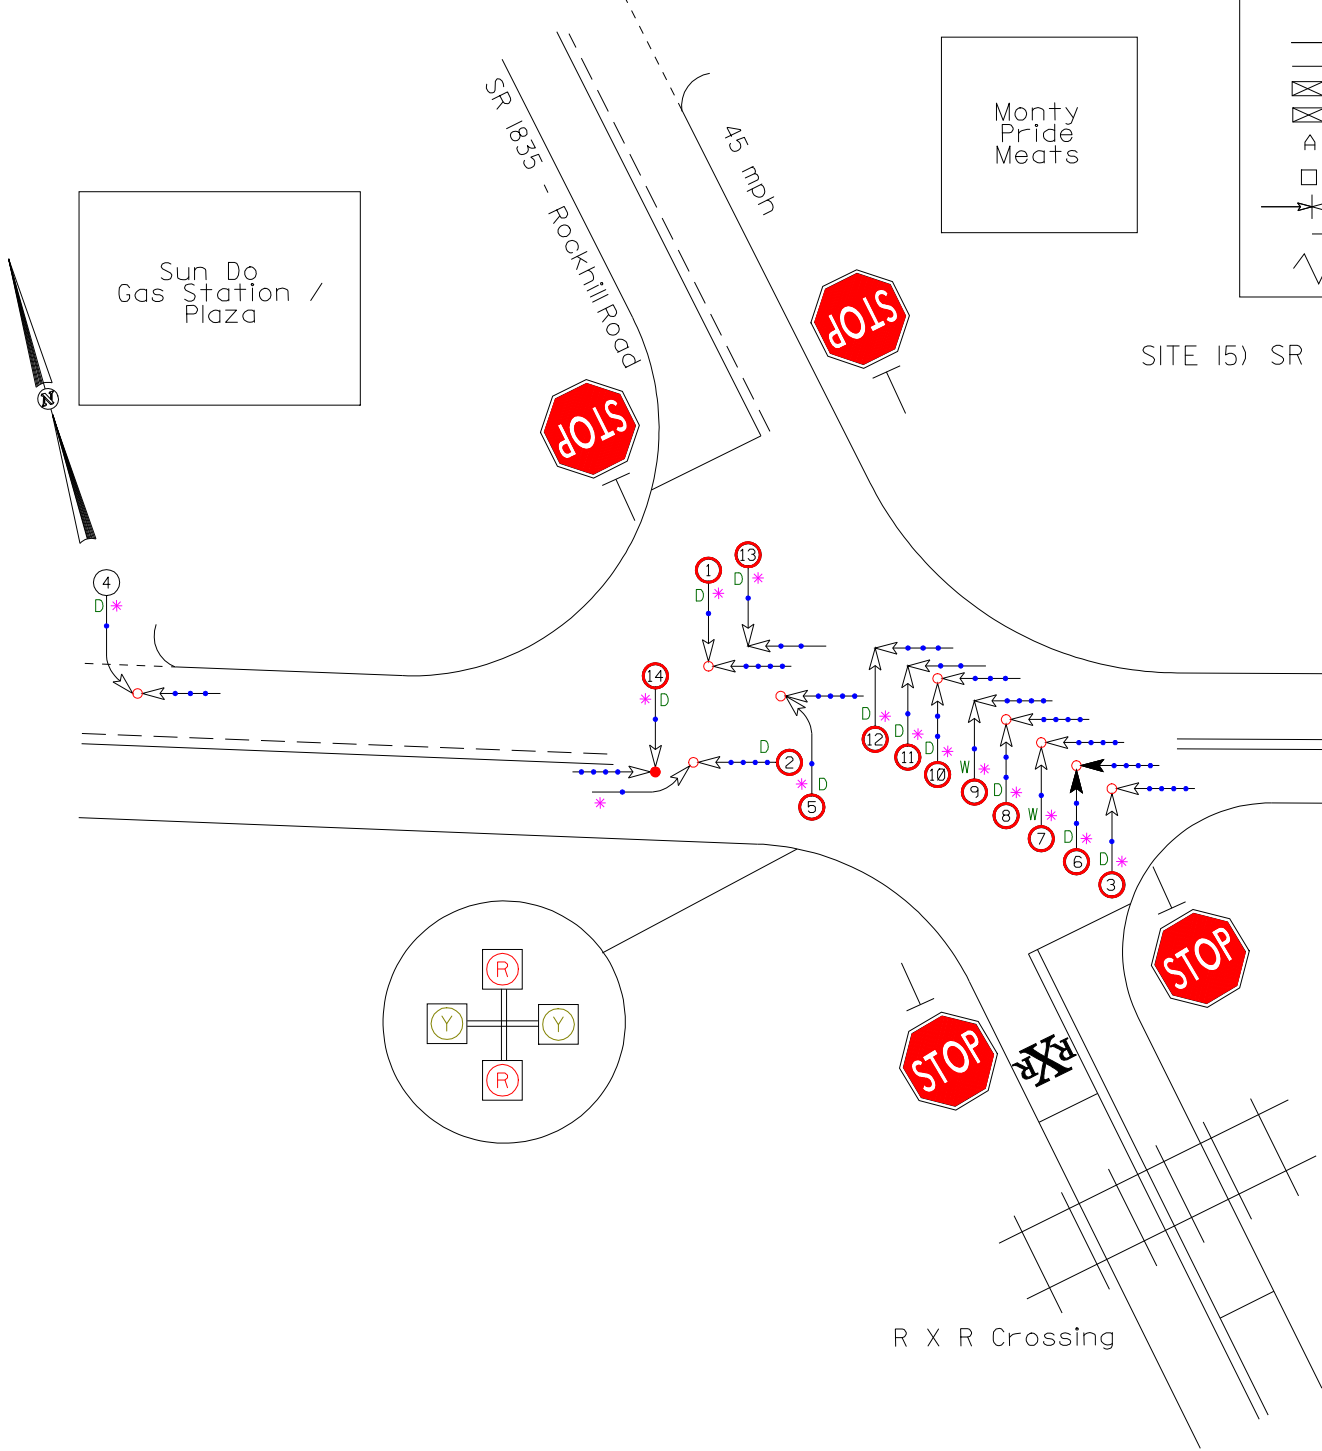 SR 1835 - Rockhill Road
45 mph
Monty
Pride
Meats
A
Sun Do
Gas Station /
Plaza
STOP
SITE 15) SR
STOP
N
4
D *
13
D *
1
D *
14
* D
12
D *
11
D *
10
D *
9
W *
8
D *
7
W *
6
D *
3
D *
D
2
5
* D
*
R
Y
Y
R
STOP
STOP
RXR
R X R Crossing